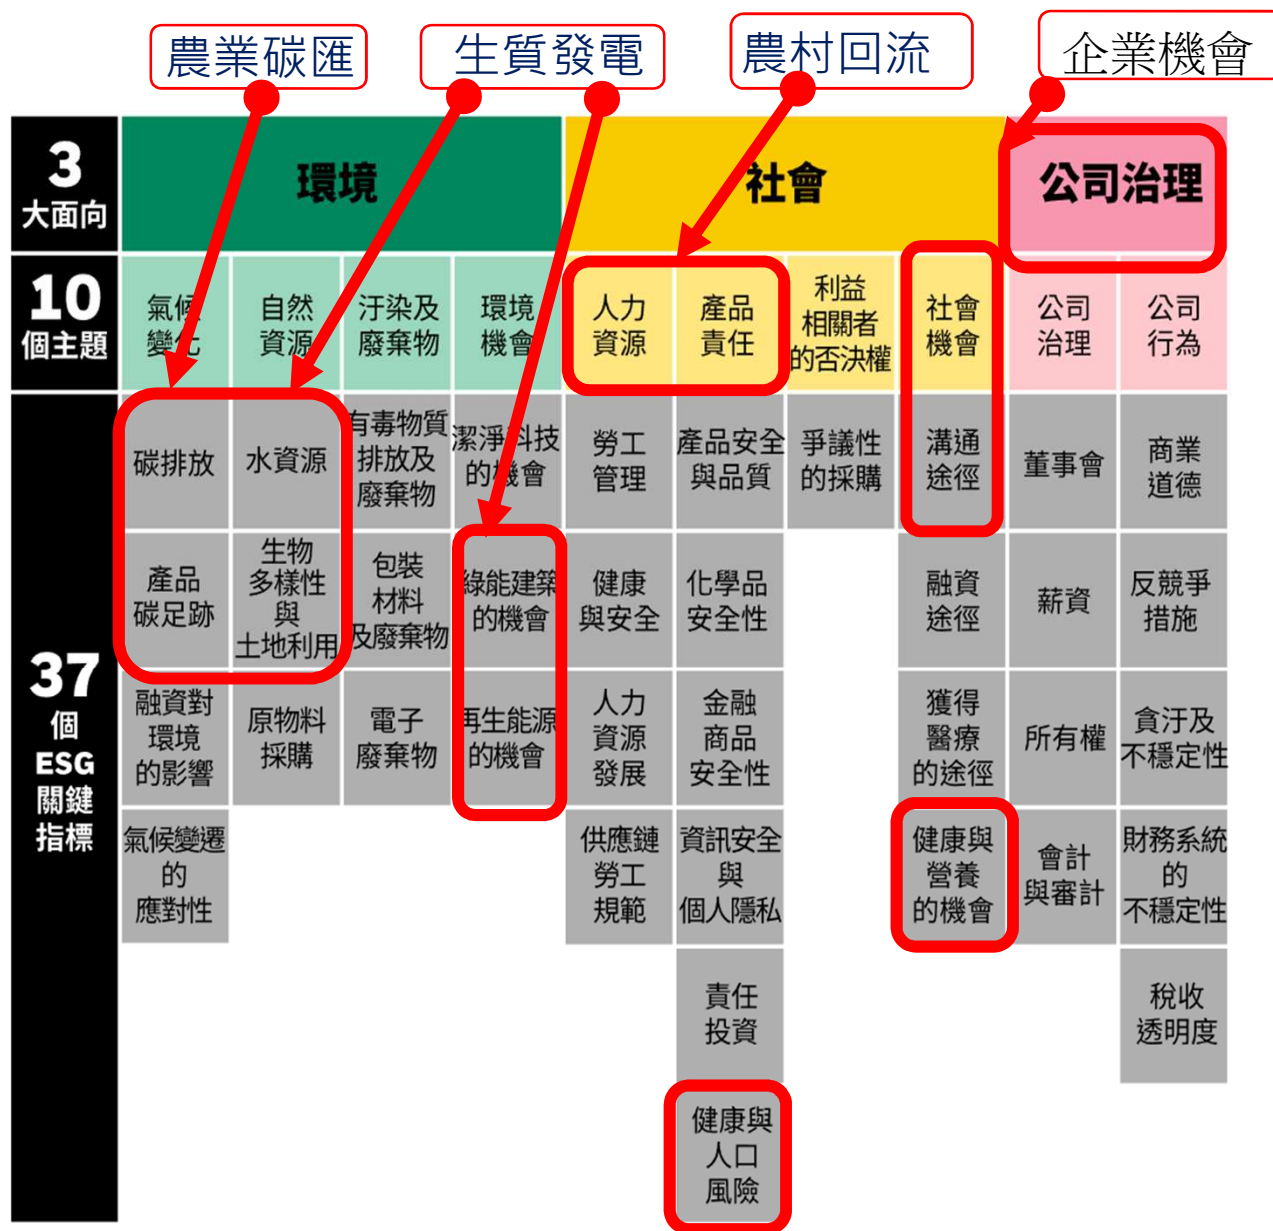 農業碳匯
生質發電
農村回流
企業機會
3
大面向
環境
社會
公司治理
10
個主題
氣候
變化
自然
資源
汙染及
廢棄物
環境
機會
人力
資源
產品
責任
利益
相關者
的否決權
社會
機會
公司
治理
公司
行為
37
個
ESG
關鍵
指標
碳排放
水資源
有毒物質
排放及
廢棄物
潔淨科技
的機會
勞工
管理
產品安全
與品質
爭議性
的採購
溝通
途徑
董事會
商業
道德
產品
碳足跡
生物
多樣性
與
土地利用
包裝
材料
及廢棄物
綠能建築
的機會
健康
與安全
化學品
安全性
融資
途徑
薪資
反競爭
措施
融資對
環境
的影響
原物料
採購
電子
廢棄物
再生能源
的機會
人力
資源
發展
金融
商品
安全性
獲得
醫療
的途徑
所有權
貪汙及
不穩定性
氣候變遷
的
應對性
供應鏈
勞工
規範
資訊安全
與
個人隱私
健康與
營養
的機會
會計
與審計
財務系統
的
不穩定性
責任
投資
稅收
透明度
健康與
人口
風險